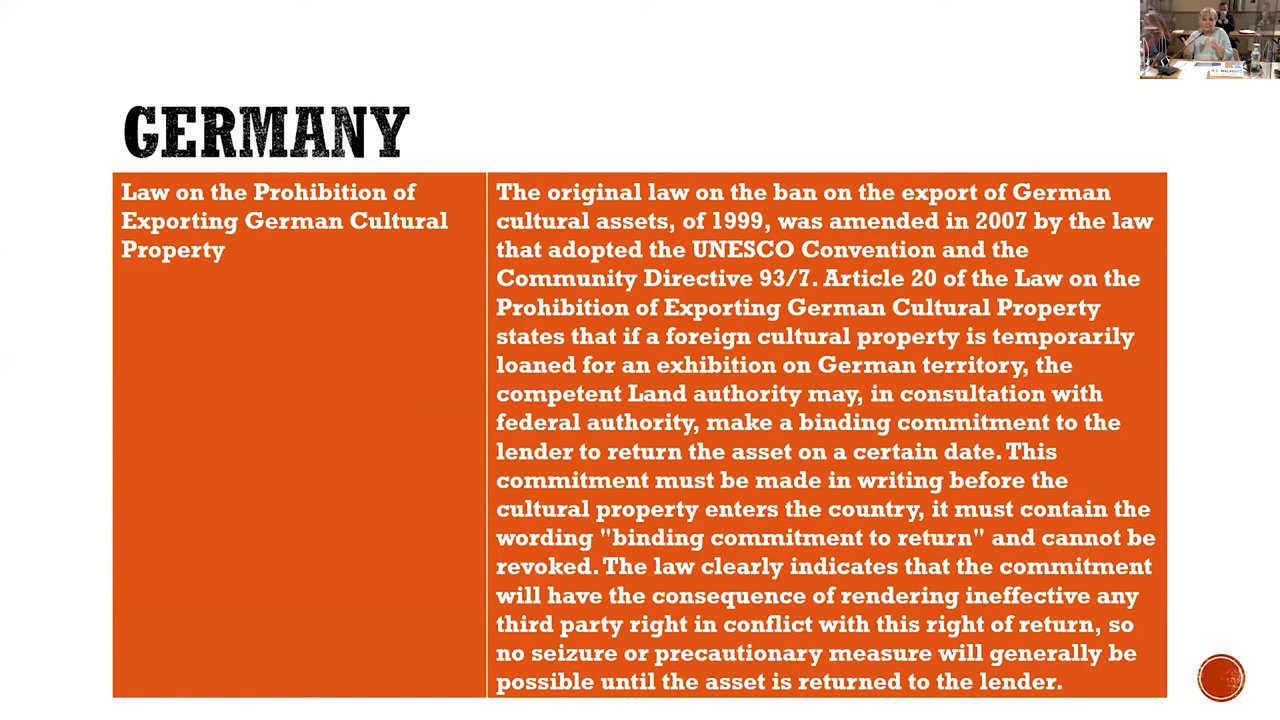 GERMANY
Law on the Prohibition of
Exporting German Cultural
Property
The original law on the ban on the export of German
cultural assets, of 1999, was amended in 2007 by the law
that adopted the UNESCO Convention and the
Community Directive 93/7. Article 20 of the Law on the
Prohibition of Exporting German Cultural Property
states that if a foreign cultural property is temporarily
loaned for an exhibition on German territory, the
competent Land authority may, in consultation with
federal authority, make a binding commitment to the
lender to return the asset on a certain date. This
commitment must be made in writing before the
cultural property enters the country, it must contain the
wording "binding commitment to return" and cannot be
revoked. The law clearly indicates that the commitment
will have the consequence of rendering ineffective any
third party right in conflict with this right of return, so
no seizure or precautionary measure will generally be
possible until the asset is returned to the lender.